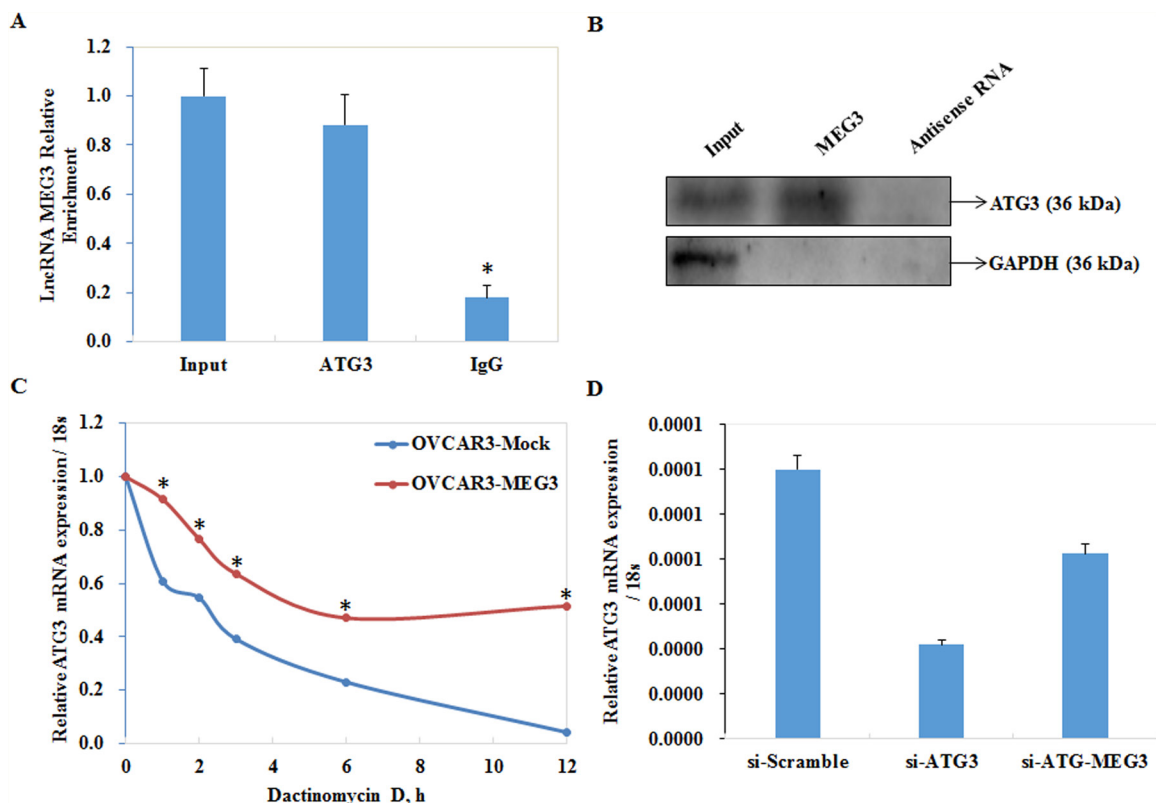 A
LncRNA MEG3 Relative
Enrichment
1.2
1.0
0.8
0.6
0.4
0.2
0.0
*
Input
ATG3
IgG
B
Input
MEG3
Antisense RNA
ATG3 (36 kDa)
GAPDH (36 kDa)
C
Relative ATG3 mRNA expression / 18s
1.2
1.0
0.8
0.6
0.4
0.2
0.0
OVCAR3-Mock
OVCAR3-MEG3
*
*
*
*
*
0
2
4
6
8
10
12
Dactinomycin D, h
D
Relative ATG3 mRNA expression
/ 18s
0.0001
0.0001
0.0001
0.0001
0.0001
0.0000
0.0000
0.0000
si-Scramble
si-ATG3
si-ATG-MEG3